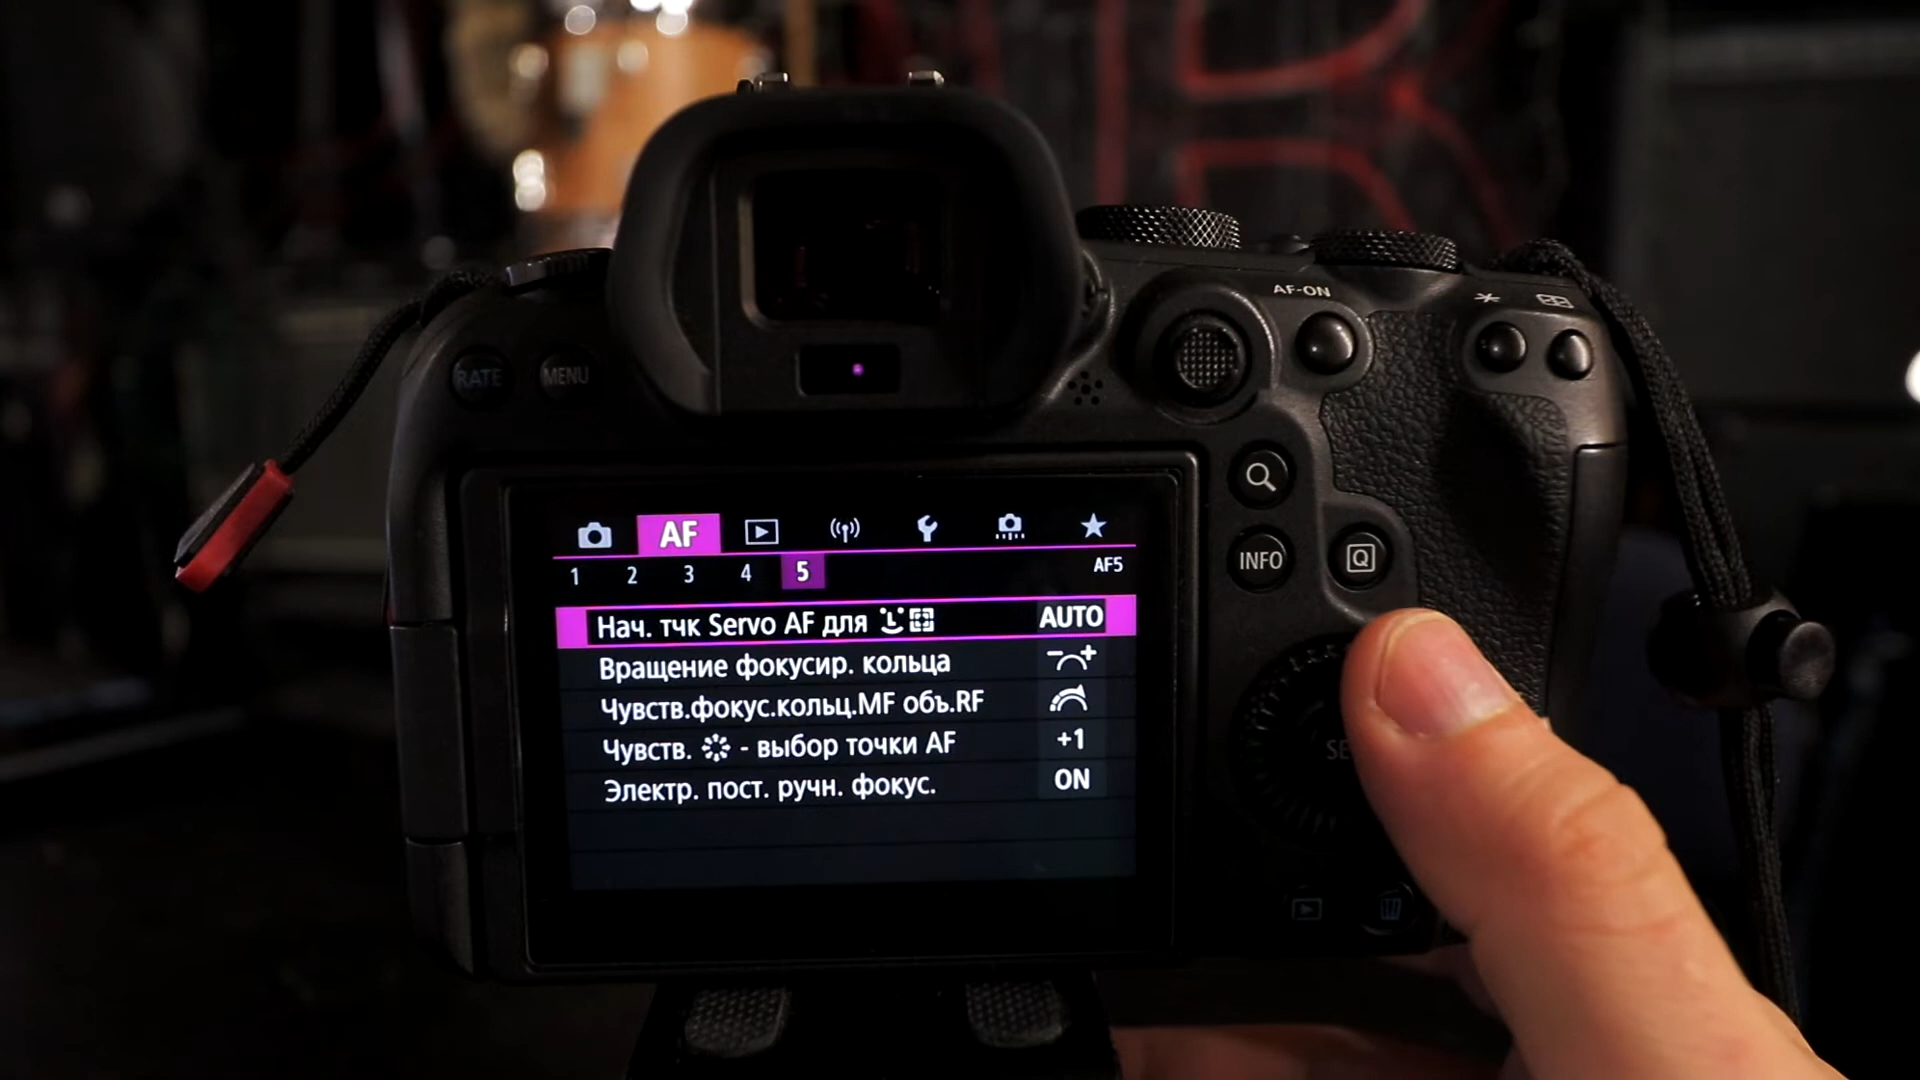 AF-ON
RATE MENU
INFO
Q
AF
1 2 3 4 5 AF5
Нач. тчк Servo AF для AUTO
Вращение фокусир. кольца
Чувств.фокус.кольц.MF объ.RF
Чувств. - выбор точки AF +1
Электр. пост. ручн. фокус. ON